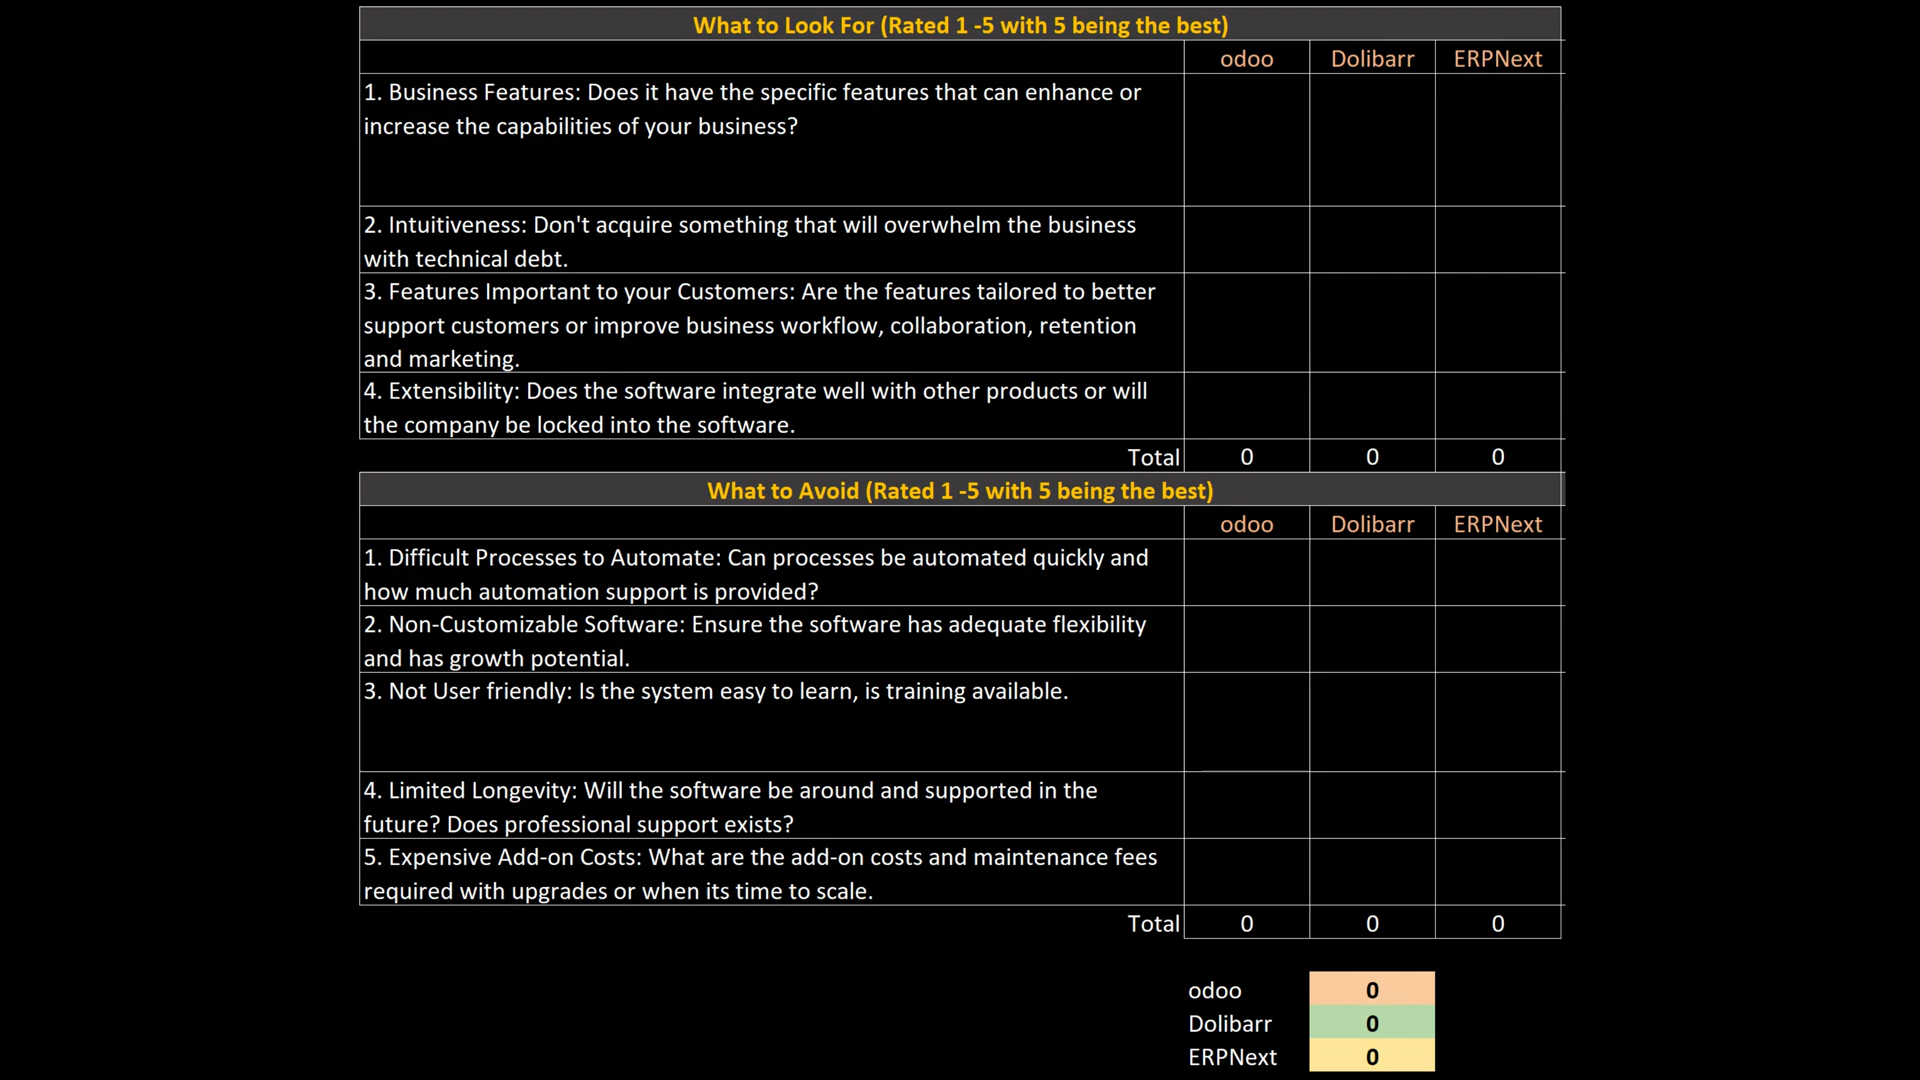 What to Look For (Rated 1 -5 with 5 being the best)
odoo Dolibarr ERPNext
1. Business Features: Does it have the specific features that can enhance or
increase the capabilities of your business?
2. Intuitiveness: Don't acquire something that will overwhelm the business
with technical debt.
3. Features Important to your Customers: Are the features tailored to better
support customers or improve business workflow, collaboration, retention
and marketing.
4. Extensibility: Does the software integrate well with other products or will
the company be locked into the software.
Total 0 0 0
What to Avoid (Rated 1 -5 with 5 being the best)
odoo Dolibarr ERPNext
1. Difficult Processes to Automate: Can processes be automated quickly and
how much automation support is provided?
2. Non-Customizable Software: Ensure the software has adequate flexibility
and has growth potential.
3. Not User friendly: Is the system easy to learn, is training available.
4. Limited Longevity: Will the software be around and supported in the
future? Does professional support exists?
5. Expensive Add-on Costs: What are the add-on costs and maintenance fees
required with upgrades or when its time to scale.
Total 0 0 0
odoo 0
Dolibarr 0
ERPNext 0